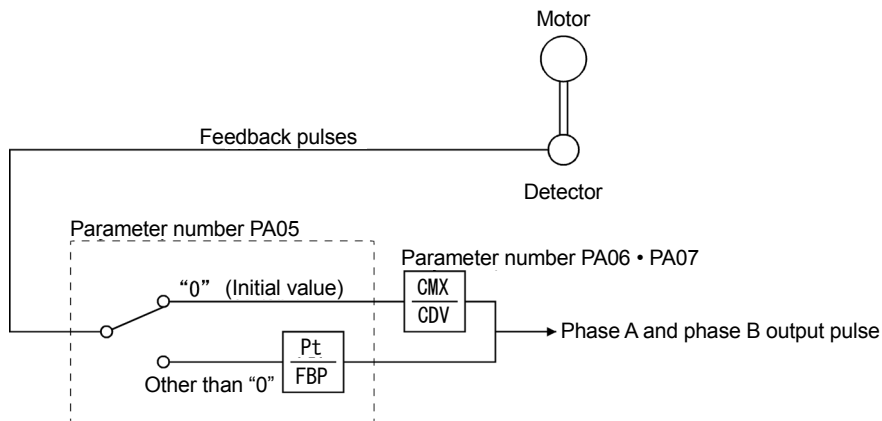 Motor
Feedback pulses
Detector
Parameter number PA05
Parameter number PA06 • PA07
“0” (Initial value)
CMX
CDV
Phase A and phase B output pulse
Pt
FBP
Other than “0”